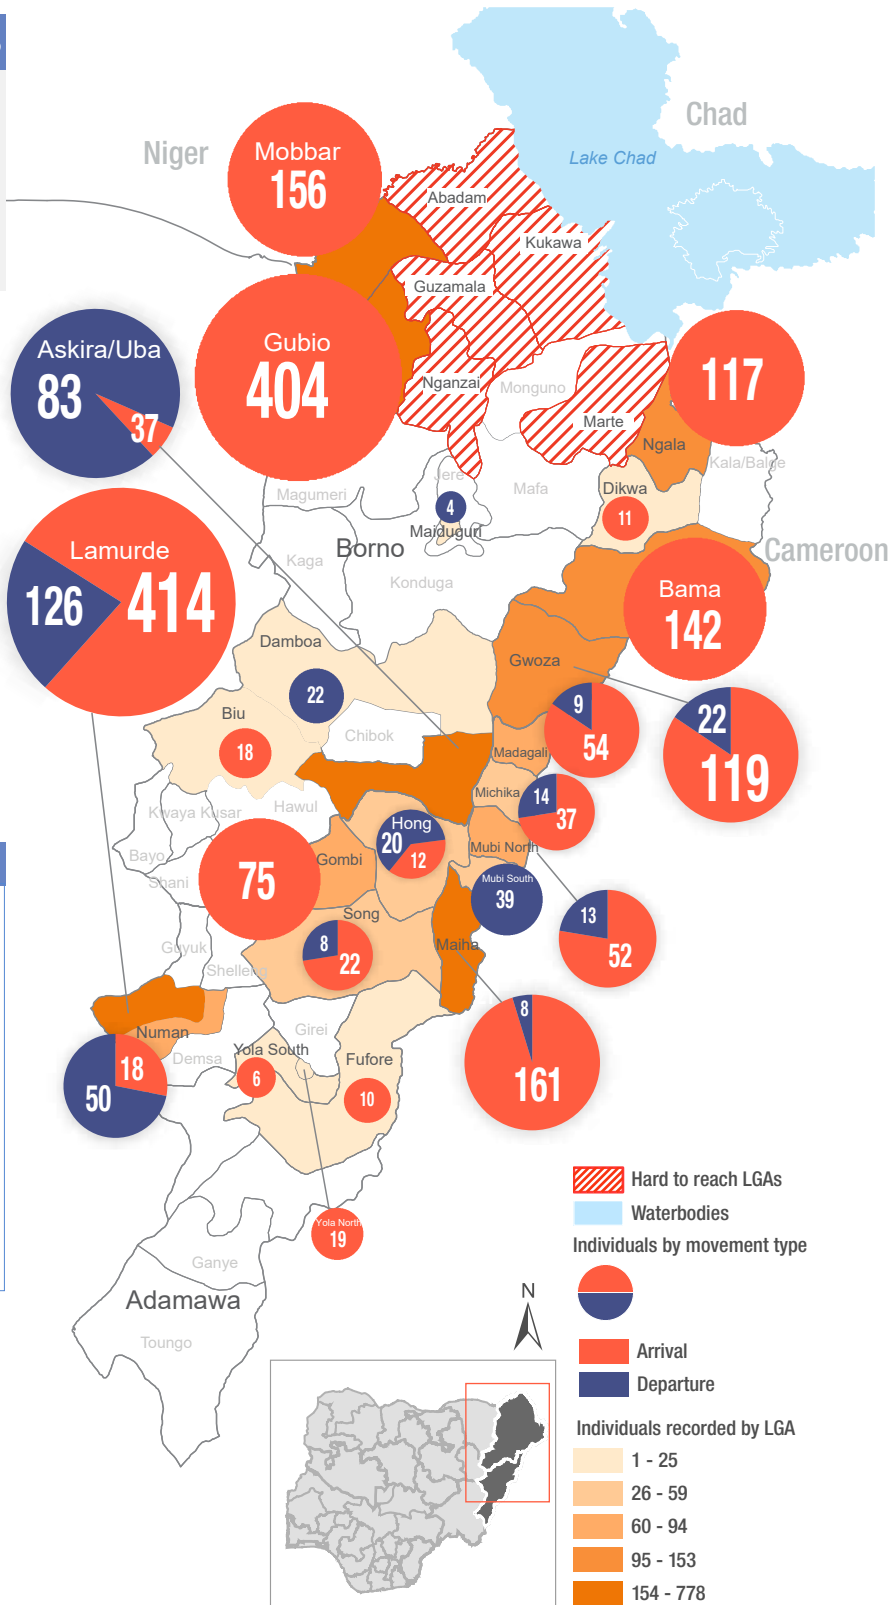 Chad
Niger
Mobbar
156
Lake Chad
Abadam
Kukawa
Guzamala
Askira/Uba
83
37
Gubio
404
117
Nganzai
Monguno
Marte
Ngala
Kala/Balge
Jere
Mafa
Dikwa
11
Magumeri
4
Maiduguri
Borno
Kaga
Konduga
Cameroon
Lamurde
126
414
Bama
142
Damboa
22
Gwoza
Biu
18
Chibok
9
54
22
119
Madagali
Michika
14
37
Kwaya Kusar
Hawul
Hong
20
12
Mubi North
Bayo
Gombi
75
Shani
Mubi South
39
Song
8
22
13
52
Guyuk
Shelleng
Maiha
8
161
Numan
Girei
Demsa
Yola South
6
Fufore
10
18
50
Yola North
19
Ganye
Adamawa
Toungo
Hard to reach LGAs
Waterbodies
Individuals by movement type
N
Arrival
Departure
Individuals recorded by LGA
1 - 25
26 - 59
60 - 94
95 - 153
154 - 778